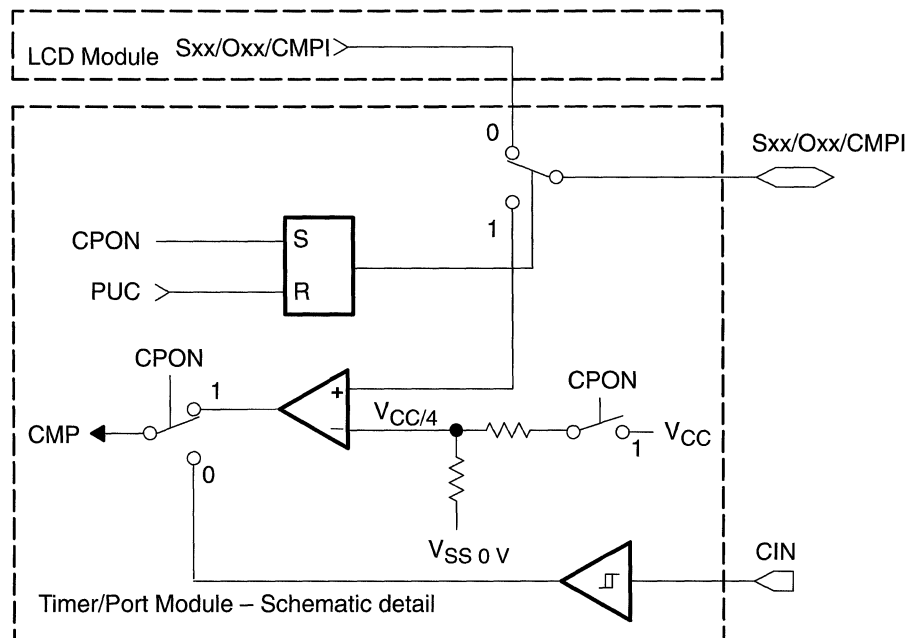 LCD Module Sxx/Oxx/CMPI
0
Sxx/Oxx/CMPI
1
CPON S
PUC R
CPON
1
CPON
+
VCC/4
−
CMP
1
VCC
0
VSS 0 V
CIN
Timer/Port Module – Schematic detail